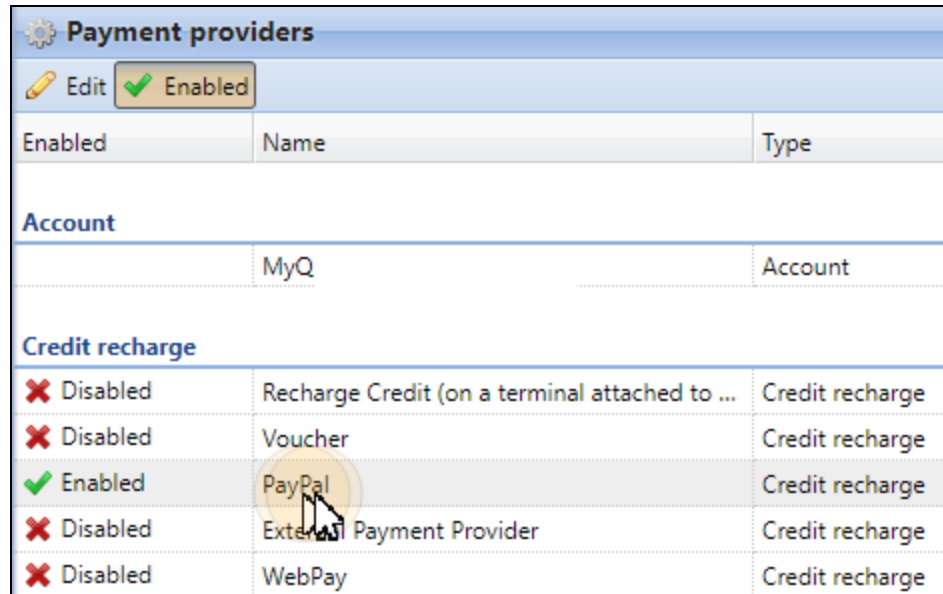 Payment providers
Edit Enabled
Enabled Name Type
Account
MyQ Account
Credit recharge
Disabled Recharge Credit (on a terminal attached to ... Credit recharge
Disabled Voucher Credit recharge
Enabled PayPal Credit recharge
Disabled External Payment Provider Credit recharge
Disabled WebPay Credit recharge